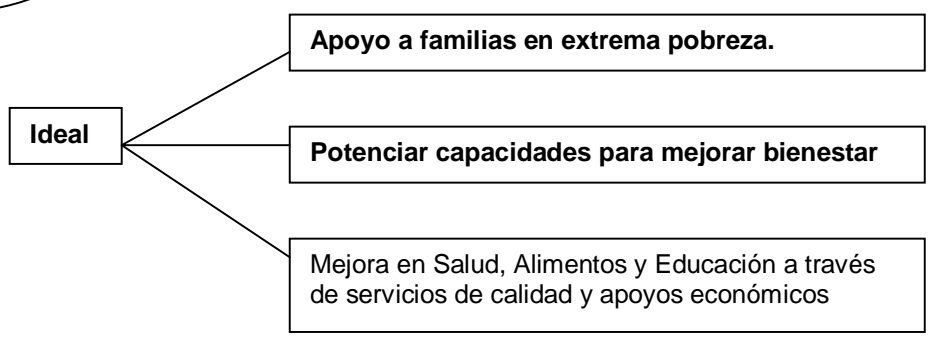 Apoyo a familias en extrema pobreza.
Ideal
Potenciar capacidades para mejorar bienestar
Mejora en Salud, Alimentos y Educación a través
de servicios de calidad y apoyos económicos